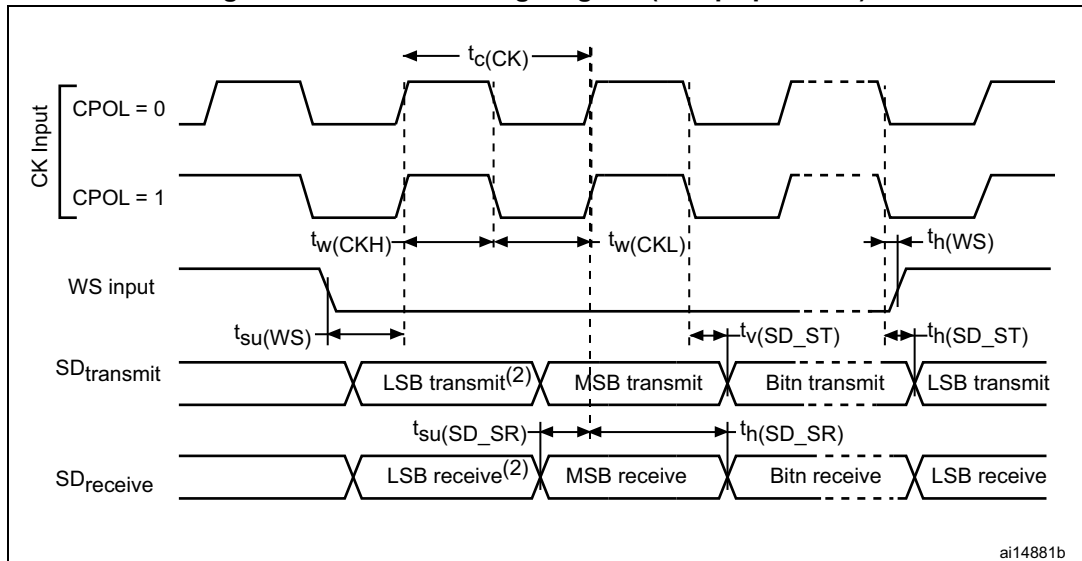 tc(CK)
CK Input
CPOL = 0
CPOL = 1
tw(CKH)
tw(CKL)
th(WS)
WS input
tsu(WS)
tv(SD_ST)
th(SD_ST)
SDtransmit
LSB transmit(2)
MSB transmit
Bitn transmit
LSB transmit
tsu(SD_SR)
th(SD_SR)
SDreceive
LSB receive(2)
MSB receive
Bitn receive
LSB receive
ai14881b